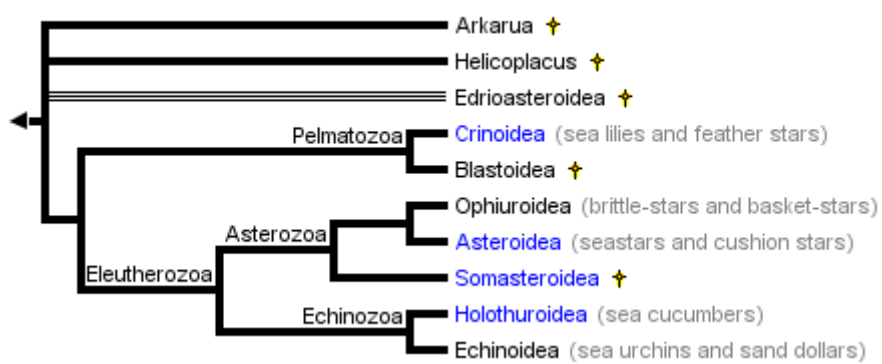 Arkarua
Helicoplacus
Edrioasteroidea
Pelmatozoa
Crinoidea (sea lilies and feather stars)
Blastoidea
Ophiuroidea (brittle-stars and basket-stars)
Asterozoa
Asteroidea (seastars and cushion stars)
Eleutherozoa
Somasteroidea
Echinozoa
Holothuroidea (sea cucumbers)
Echinoidea (sea urchins and sand dollars)